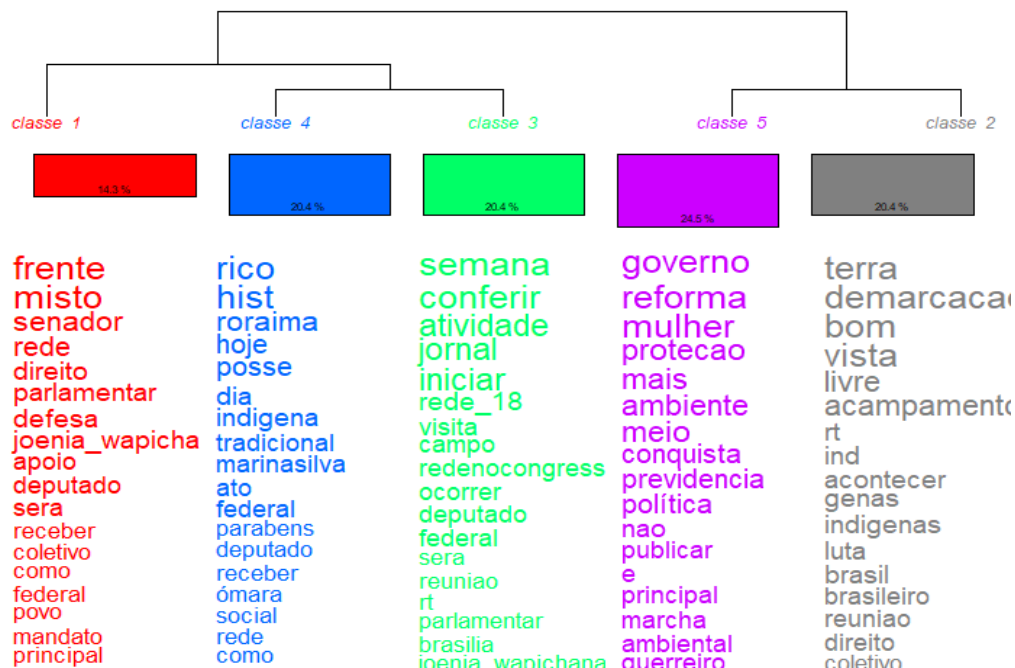 classe 1
classe 4
classe 3
classe 5
classe 2
14.3 %
20.4 %
20.4 %
24.5 %
20.4 %
frente
misto
senador
rede
direito
parlamentar
defesa
joenia_wapicha
apoio
deputado
sera
receber
coletivo
como
federal
povo
mandato
principal
rico
hist
roraima
hoje
posse
dia
indigena
tradicional
marinasilva
ato
federal
parabens
deputado
receber
ómara
social
rede
como
semana
conferir
atividade
jornal
iniciar
rede_18
visita
campo
redenocongress
ocorrer
deputado
federal
sera
reuniao
rt
parlamentar
brasilia
joenia_wapichana
governo
reforma
mulher
protecao
mais
ambiente
meio
conquista
previdencia
política
nao
publicar
e
principal
marcha
ambiental
guerreiro
terra
demarcacao
bom
vista
livre
acampamento
rt
ind
acontecer
genas
indigenas
luta
brasil
brasileiro
reuniao
direito
coletivo